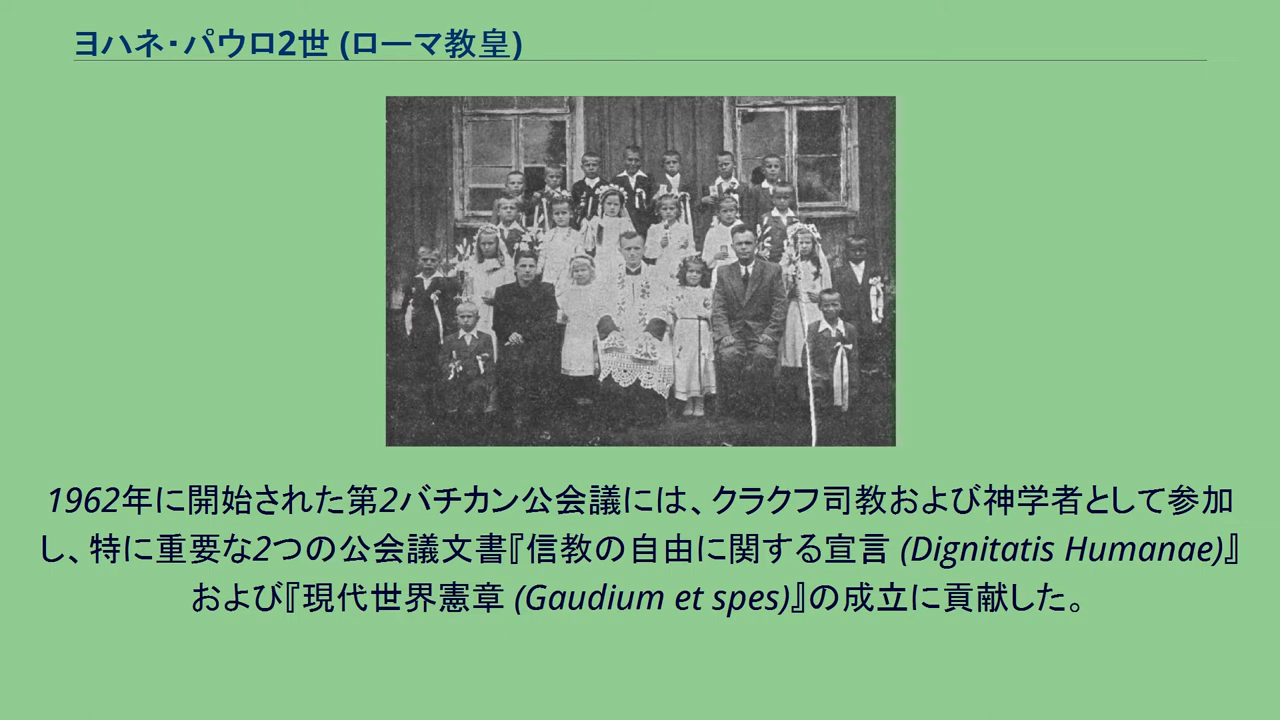 ヨハネ・パウロ2世 (ローマ教皇)
1962年に開始された第2バチカン公会議には、クラクフ司教および神学者として参加
し、特に重要な2つの公会議文書『信教の自由に関する宣言 (Dignitatis Humanae)』
および『現代世界憲章 (Gaudium et spes)』の成立に貢献した。